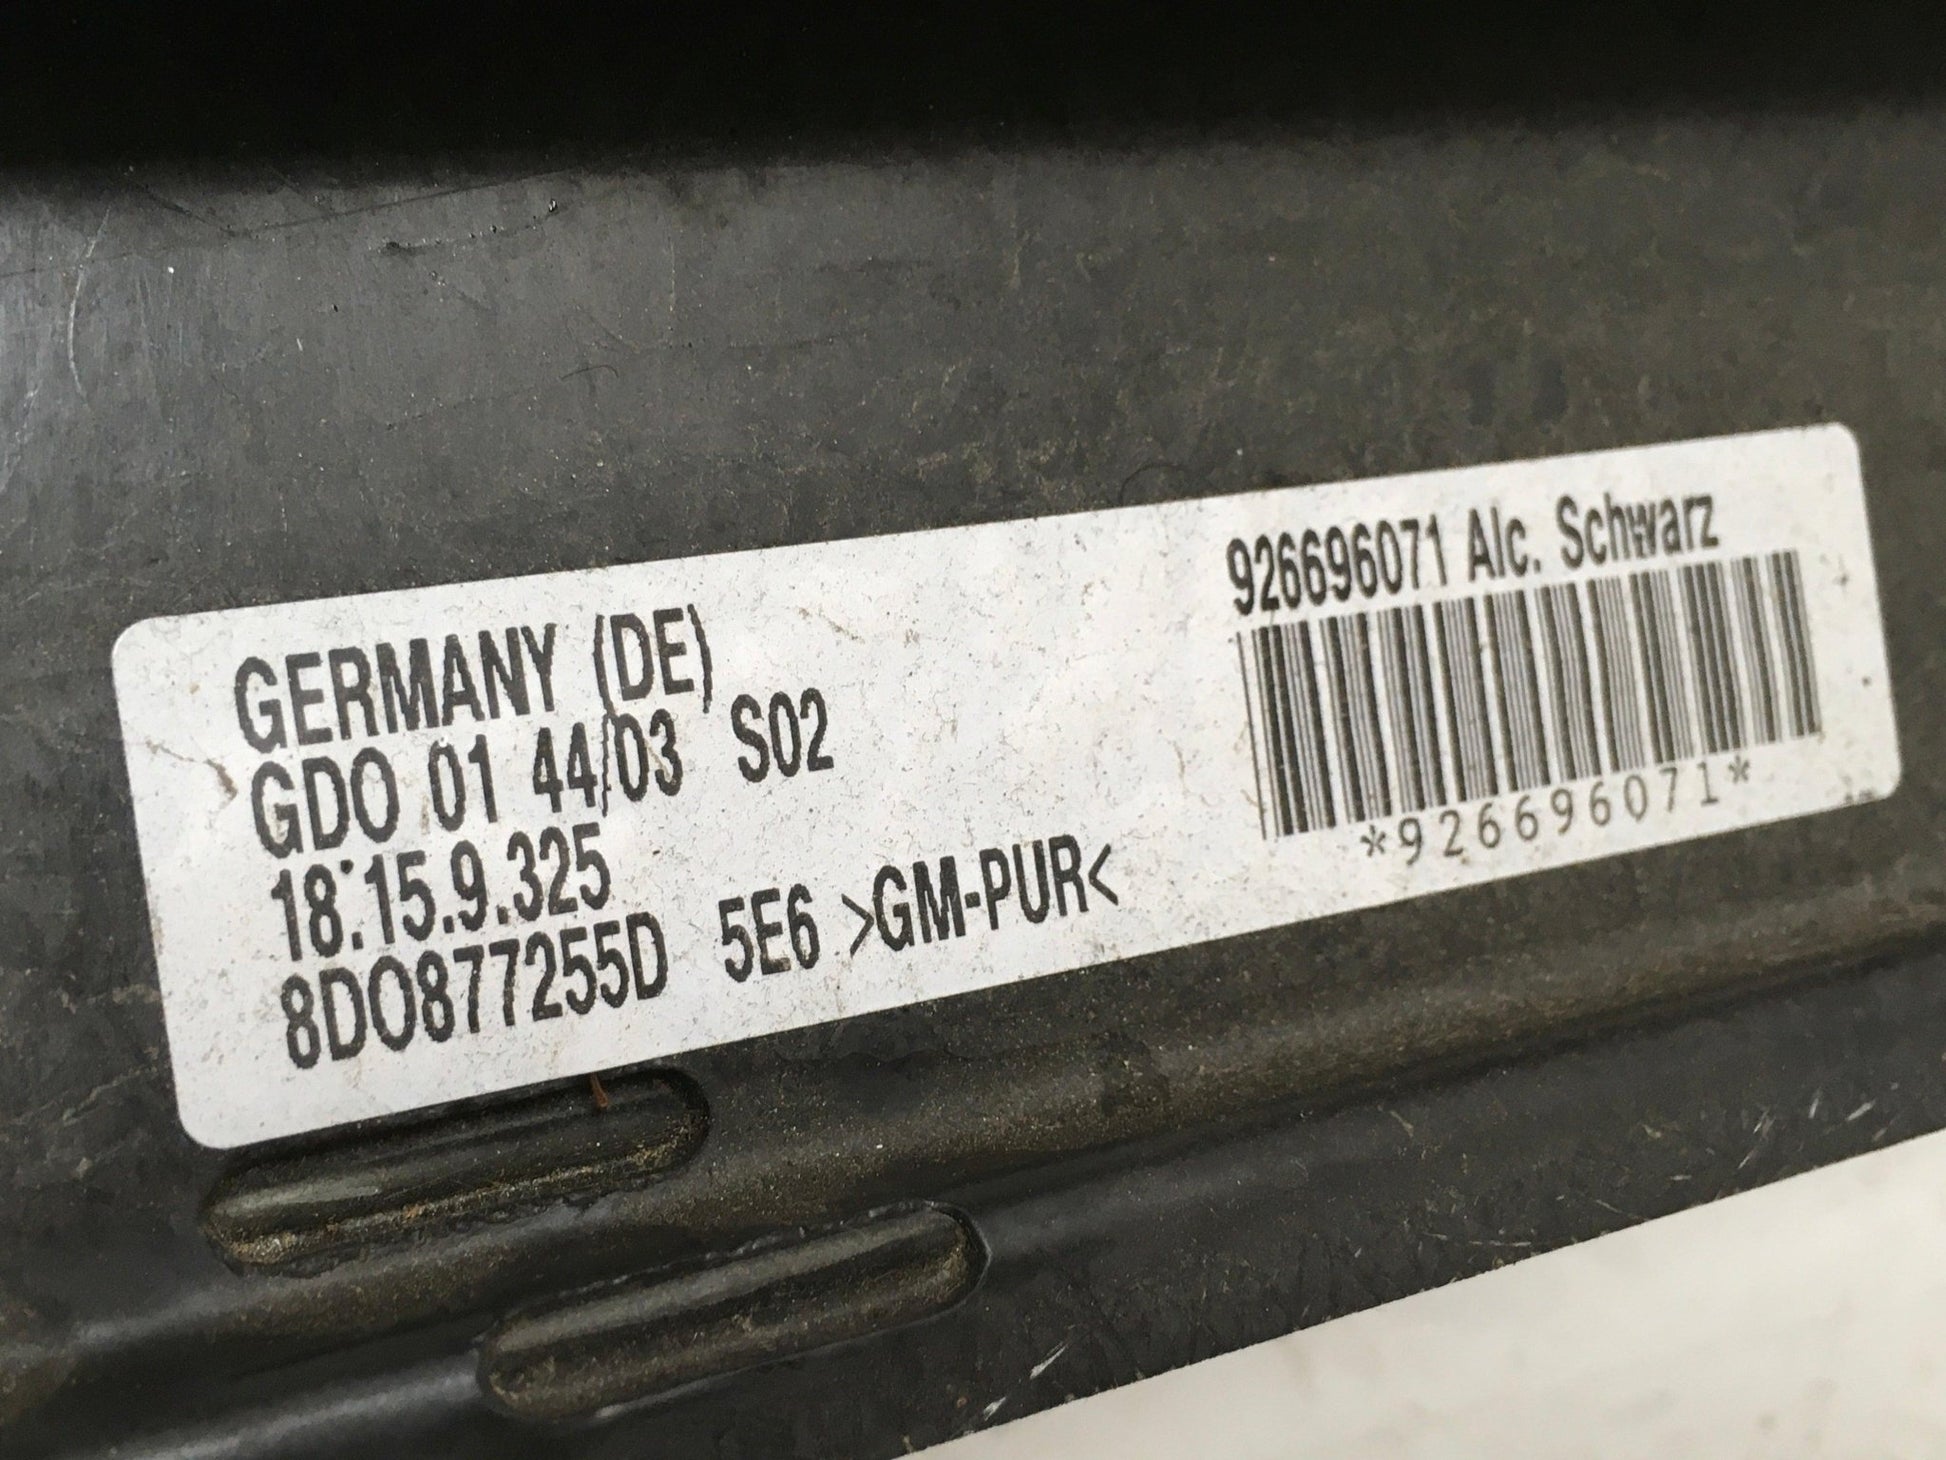 GERMANY (DE)
GDO 01 44/03 S02
18.15.9.325
8D0877255D 5E6 >GM-PUR<
926696071 Alc. Schwarz
*926696071*